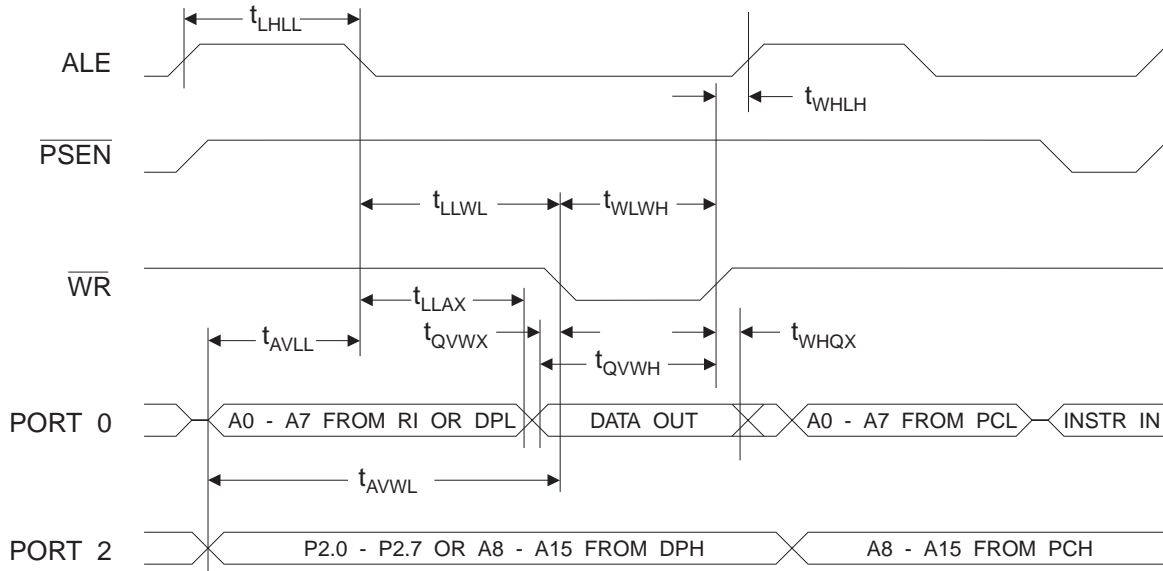 tLHLL
ALE
tWHLH
PSEN
tLLWL
tWLWH
WR
tLLAX
tAVLL
tQVWX
tWHQX
tQVWH
PORT 0
A0 - A7 FROM RI OR DPL
DATA OUT
A0 - A7 FROM PCL
INSTR IN
tAVWL
PORT 2
P2.0 - P2.7 OR A8 - A15 FROM DPH
A8 - A15 FROM PCH